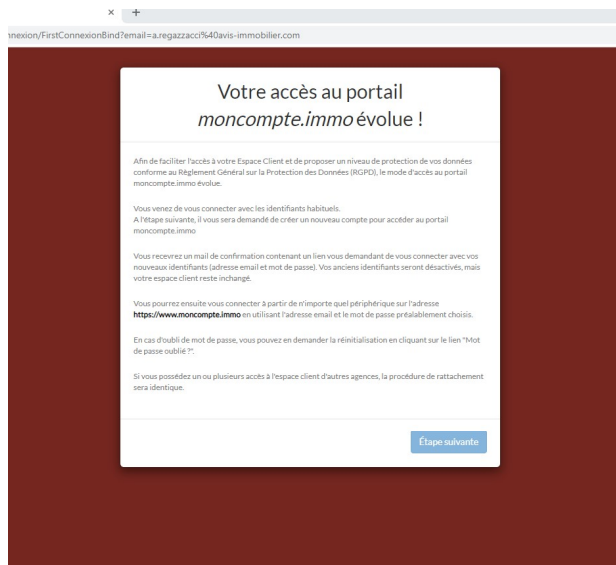 nnexion/FirstConnexionBind?email=a.regazzacci%40avis-immobilier.com
Votre accès au portail
moncompte.immo évolue !
Afin de faciliter l'accés à votre Espace Client et de proposer un niveau de protection de vos données
conforme au Règlement Général sur la Protection des Données (RGPD), le mode d'accès au portail
moncompte.immo évolue.
Vous venez de vous connecter avec les identifiants habituels.
A l'étape suivante, il vous sera demandé de créer un nouveau compte pour accéder au portail
moncompte.immo
Vous recevrez un mail de confirmation contenant un lien vous demandant de vous connecter avec vos
nouveaux identifiants (adresse email et mot de passe). Vos anciens identifiants seront désactivés, mais
votre espace client reste inchangé.
Vous pourrez ensuite vous connecter à partir de n'importe quel périphérique sur l'adresse
https://www.moncompte.immo en utilisant l'adresse email et le mot de passe préalablement choisis.
En cas d'oubli de mot de passe, vous pouvez en demander la réinitialisation en cliquant sur le lien "Mot
de passe oublié ?".
Si vous possédez un ou plusieurs accès à l'espace client d'autres agences, la procédure de rattachement
sera identique.
Étape suivante